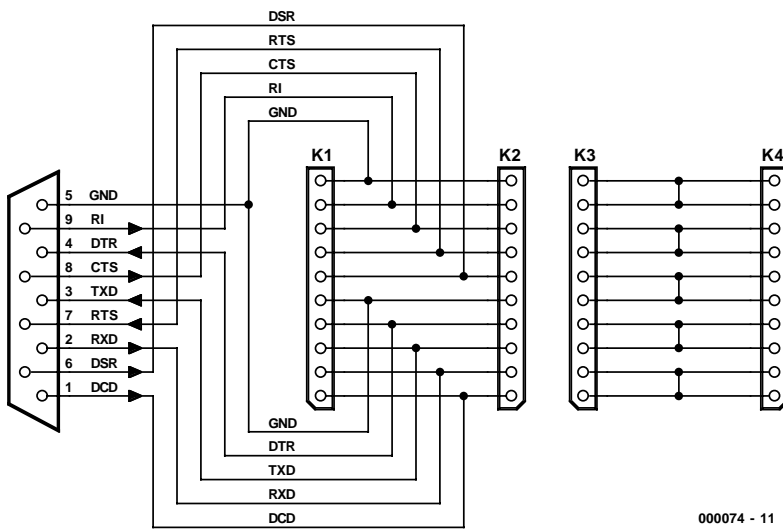 DSR
RTS
CTS
RI
GND
K1
K2
K3
K4
5 GND
9 RI
4 DTR
8 CTS
3 TXD
7 RTS
2 RXD
6 DSR
1 DCD
GND
DTR
TXD
RXD
DCD
000074 - 11